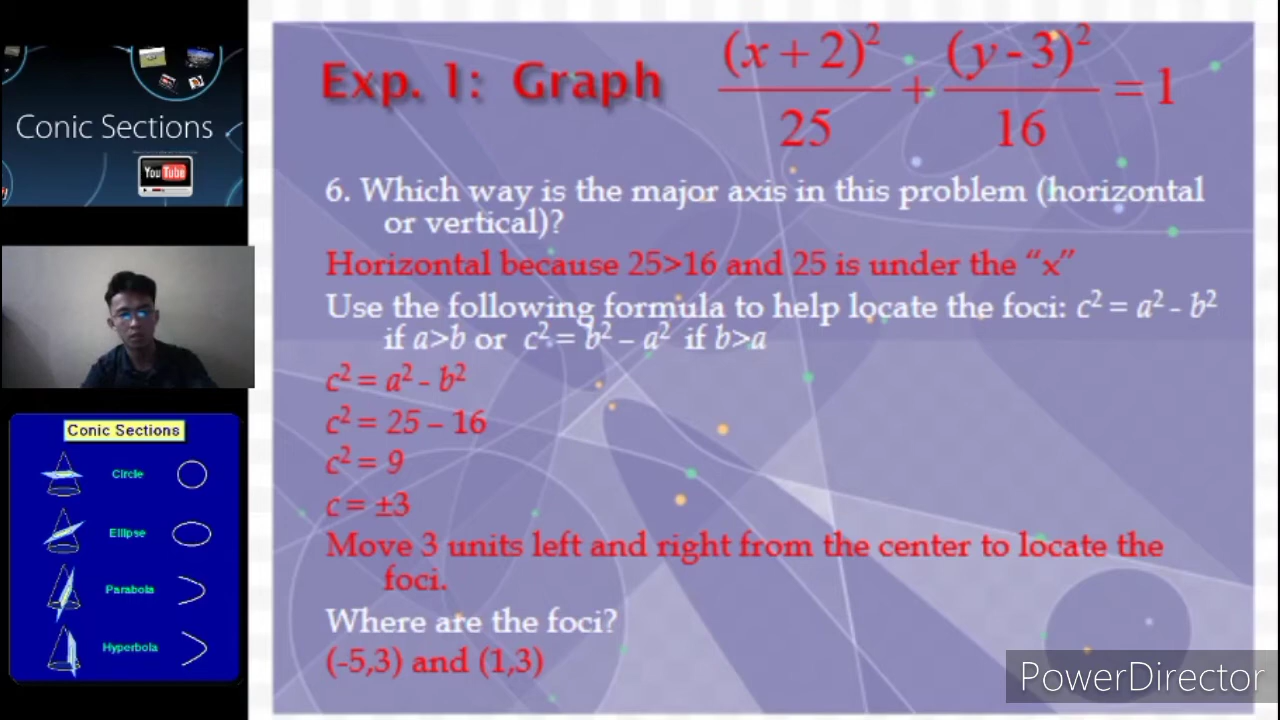 Conic Sections
You Tube
Conic Sections
Circle
Ellipse
Parabola
Hyperbola
Exp. 1: Graph (x + 2)² / 25 + (y - 3)² / 16 = 1
6. Which way is the major axis in this problem (horizontal
or vertical)?
Horizontal because 25>16 and 25 is under the “x”
Use the following formula to help locate the foci: c² = a² - b²
if a>b or c² = b² – a² if b>a
c² = a² - b²
c² = 25 – 16
c² = 9
c = ±3
Move 3 units left and right from the center to locate the
foci.
Where are the foci?
(-5,3) and (1,3)
PowerDirector